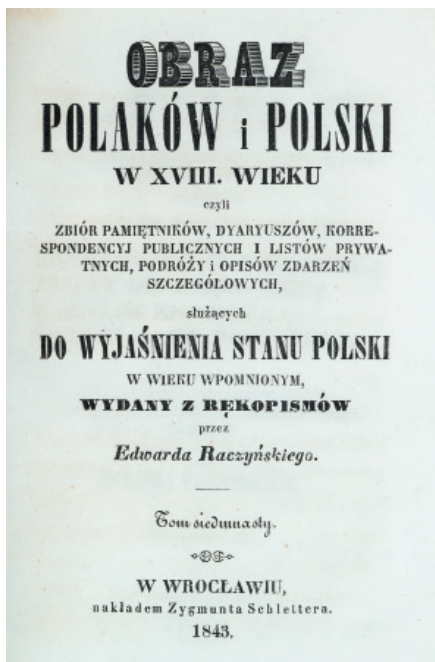 OBRAZ
POLAKÓW i POLSKI
W XVIII. WIEKU
czyli
ZBIÓR PAMIĘTNIKÓW, DYARYUSZÓW, KORRE-
SPONDENCYJ PUBLICZNYCH I LISTÓW PRYWA-
TNYCH, PODRÓŻY i OPISÓW ZDARZEŃ
SZCZEGÓLOWYCH,
służących
DO WYJAŚNIENIA STANU POLSKI
W WIEKU WPOMNIONYM,
WYDANY Z RĘKOPISMÓW
przez
Edwarda Raczyńskiego.
Tom siedmnasty.
W WROCŁAWIU,
nakładem Zygmunta Schlettera.
1843.